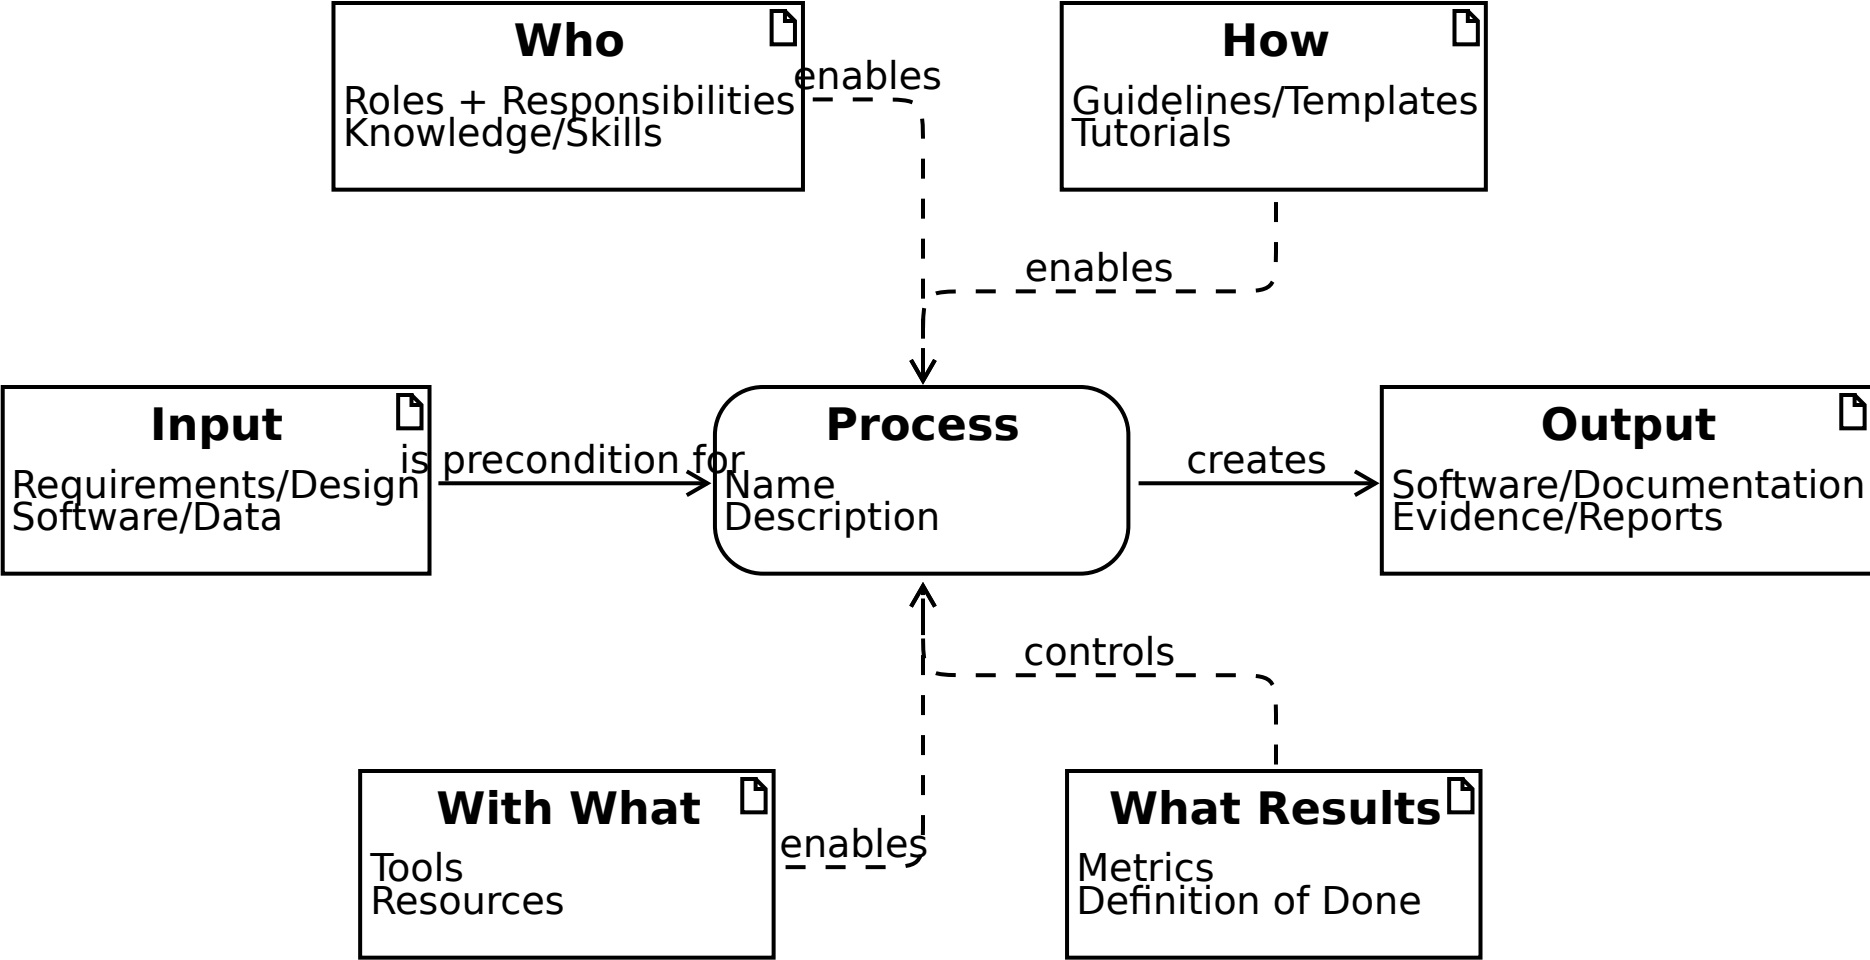 Who
Roles + Responsibilities
Knowledge/Skills
enables
How
Guidelines/Templates
Tutorials
enables
Input
Requirements/Design
Software/Data
is precondition for
Process
Name
Description
creates
Output
Software/Documentation
Evidence/Reports
controls
With What
Tools
Resources
enables
What Results
Metrics
Definition of Done